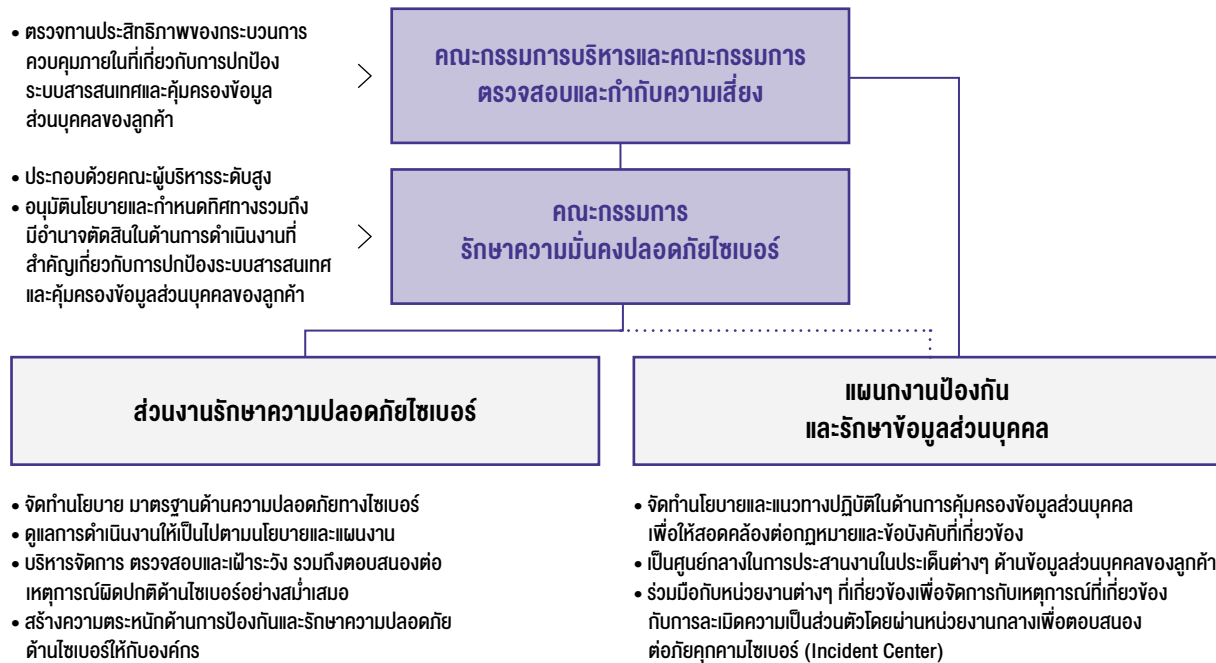 • ตรวจทานประสิทธิภาพของกระบวนการ
ควบคุมภายในที่เกี่ยวกับการปกป้อง
ระบบสารสนเทศและคุ้มครองข้อมูล
ส่วนบุคคลของลูกค้า
คณะกรรมการบริหารและคณะกรรมการ
ตรวจสอบและกำกับความเสี่ยง
• ประกอบด้วยคณะผู้บริหารระดับสูง
• อนุมัตินโยบายและกำหนดทิศทางรวมถึง
มีอำนาจตัดสินในด้านการดำเนินงานที่
สำคัญเกี่ยวกับการปกป้องระบบสารสนเทศ
และคุ้มครองข้อมูลส่วนบุคคลของลูกค้า
คณะกรรมการ
รักษาความมั่นคงปลอดภัยไซเบอร์
ส่วนงานรักษาความปลอดภัยไซเบอร์
• จัดทำนโยบาย มาตรฐานด้านความปลอดภัยทางไซเบอร์
• ดูแลการดำเนินงานให้เป็นไปตามนโยบายและแผนงาน
• บริหารจัดการ ตรวจสอบและเฝ้าระวัง รวมถึงตอบสนองต่อ
เหตุการณ์ผิดปกติด้านไซเบอร์อย่างสม่ำเสมอ
• สร้างความตระหนักด้านการป้องกันและรักษาความปลอดภัย
ด้านไซเบอร์ให้กับองค์กร
แผนกงานป้องกัน
และรักษาข้อมูลส่วนบุคคล
• จัดทำนโยบายและแนวทางปฏิบัติในด้านการคุ้มครองข้อมูลส่วนบุคคล
เพื่อให้สอดคล้องต่อกฎหมายและข้อบังคับที่เกี่ยวข้อง
• เป็นศูนย์กลางในการประสานงานในประเด็นต่างๆ ด้านข้อมูลส่วนบุคคลของลูกค้า
• ร่วมมือกับหน่วยงานต่างๆ ที่เกี่ยวข้องเพื่อจัดการกับเหตุการณ์ที่เกี่ยวข้อง
กับการละเมิดความเป็นส่วนตัวโดยผ่านหน่วยงานกลางเพื่อตอบสนอง
ต่อภัยคุกคามไซเบอร์ (Incident Center)